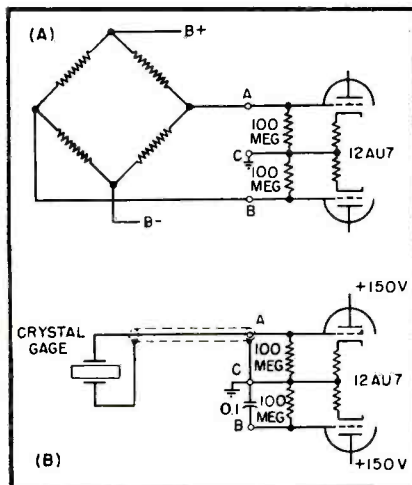 (A)
B+
A
100
MEG
C
100
MEG
12AU7
B
B-
+150V
CRYSTAL
GAGE
A
100
MEG
C
12AU7
0.1
100
MEG
B
(B)
+150V